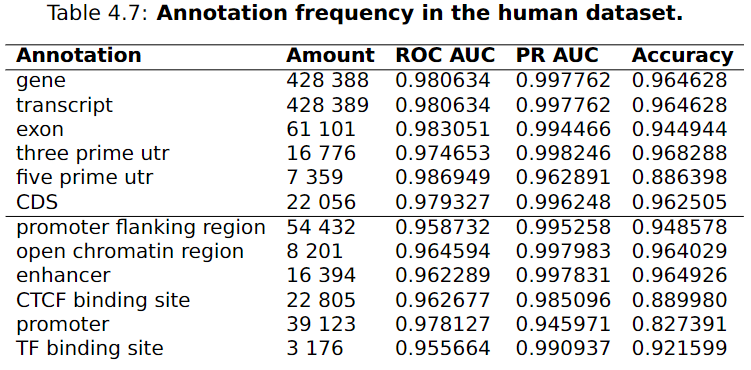 Table 4.7: Annotation frequency in the human dataset.
Annotation Amount ROC AUC PR AUC Accuracy
gene 428 388 0.980634 0.997762 0.964628
transcript 428 389 0.980634 0.997762 0.964628
exon 61 101 0.983051 0.994466 0.944944
three prime utr 16 776 0.974653 0.998246 0.968288
five prime utr 7 359 0.986949 0.962891 0.886398
CDS 22 056 0.979327 0.996248 0.962505
promoter flanking region 54 432 0.958732 0.995258 0.948578
open chromatin region 8 201 0.964594 0.997983 0.964029
enhancer 16 394 0.962289 0.997831 0.964926
CTCF binding site 22 805 0.962677 0.985096 0.889980
promoter 39 123 0.978127 0.945971 0.827391
TF binding site 3 176 0.955664 0.990937 0.921599